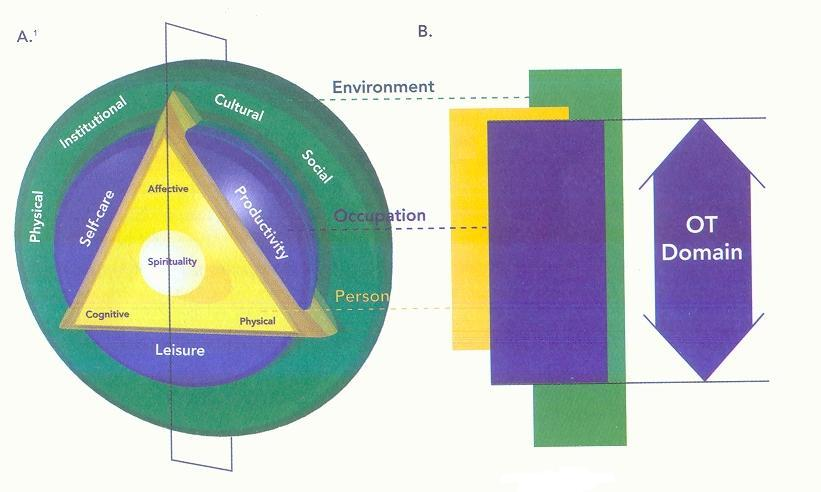 A.¹
B.
Environment
Institutional
Cultural
Social
Physical
Affective
Self-care
Productivity
Occupation
Spirituality
OT
Domain
Person
Cognitive
Physical
Leisure